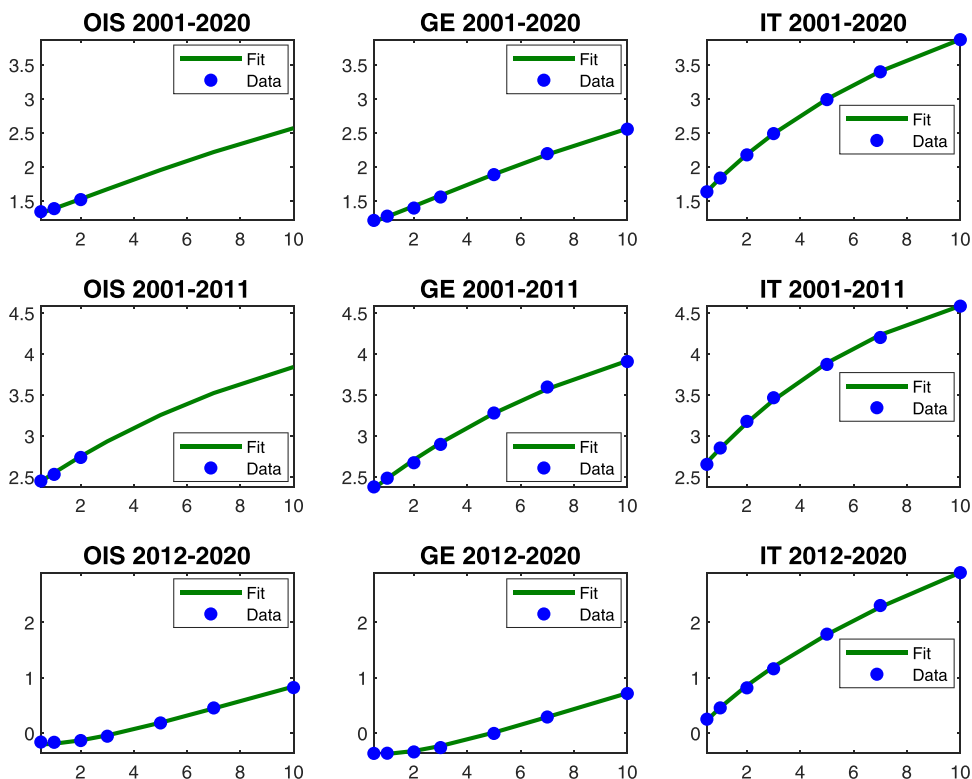 OIS 2001-2020
3.5
3
2.5
2
1.5
2 4 6 8 10
Fit
Data
GE 2001-2020
3.5
3
2.5
2
1.5
2 4 6 8 10
Fit
Data
IT 2001-2020
3.5
3
2.5
2
1.5
2 4 6 8 10
Fit
Data
OIS 2001-2011
4.5
4
3.5
3
2.5
2 4 6 8 10
Fit
Data
GE 2001-2011
4.5
4
3.5
3
2.5
2 4 6 8 10
Fit
Data
IT 2001-2011
4.5
4
3.5
3
2.5
2 4 6 8 10
Fit
Data
OIS 2012-2020
2
1
0
2 4 6 8 10
Fit
Data
GE 2012-2020
2
1
0
2 4 6 8 10
Fit
Data
IT 2012-2020
2
1
0
2 4 6 8 10
Fit
Data